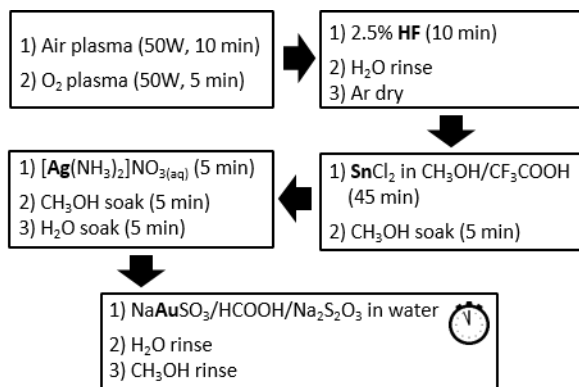 1) Air plasma (50W, 10 min)
2) O₂ plasma (50W, 5 min)
1) 2.5% HF (10 min)
2) H₂O rinse
3) Ar dry
1) SnCl₂ in CH₃OH/CF₃COOH
(45 min)
2) CH₃OH soak (5 min)
1) [Ag(NH₃)₂]NO₃₍aq₎ (5 min)
2) CH₃OH soak (5 min)
3) H₂O soak (5 min)
1) NaAuSO₃/HCOOH/Na₂S₂O₃ in water
2) H₂O rinse
3) CH₃OH rinse